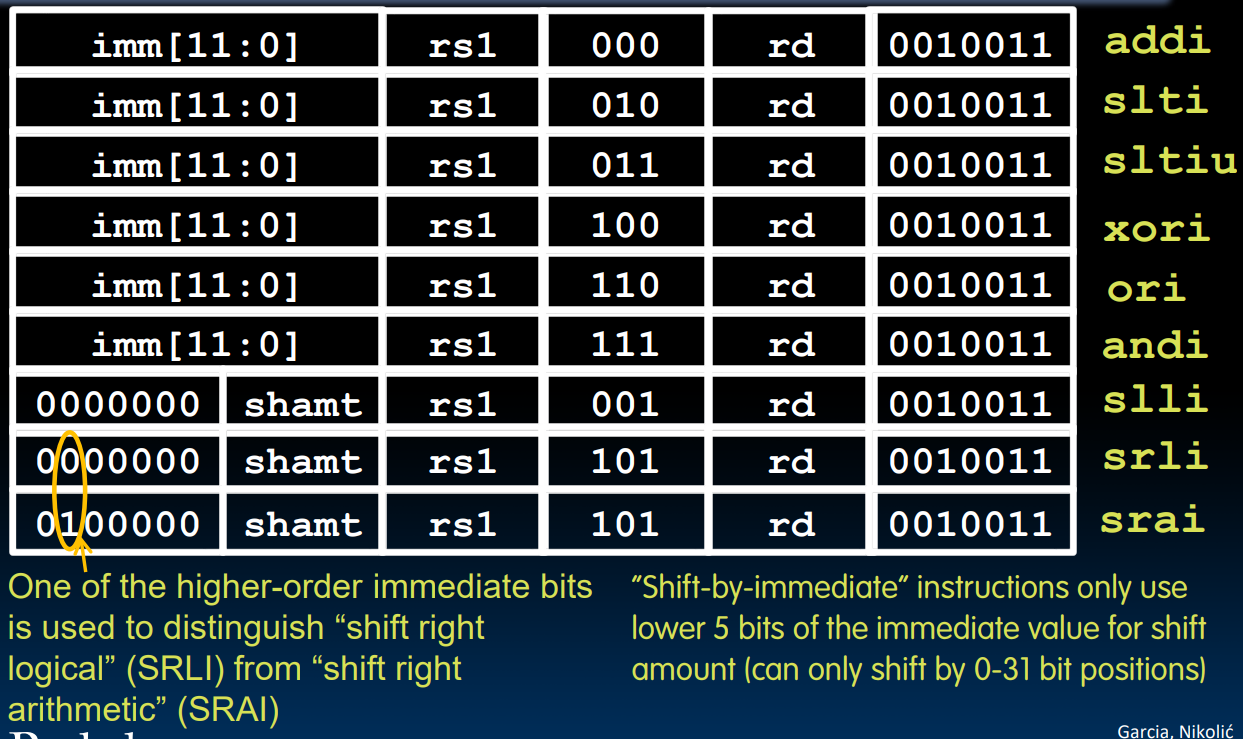 imm[11:0] rs1 000 rd 0010011 addi
imm[11:0] rs1 010 rd 0010011 slti
imm[11:0] rs1 011 rd 0010011 sltiu
imm[11:0] rs1 100 rd 0010011 xori
imm[11:0] rs1 110 rd 0010011 ori
imm[11:0] rs1 111 rd 0010011 andi
0000000 shamt rs1 001 rd 0010011 slli
0000000 shamt rs1 101 rd 0010011 srli
0100000 shamt rs1 101 rd 0010011 srai
One of the higher-order immediate bits
is used to distinguish “shift right
logical” (SRLI) from “shift right
arithmetic” (SRAI)
“Shift-by-immediate” instructions only use
lower 5 bits of the immediate value for shift
amount (can only shift by 0-31 bit positions)
Garcia, Nikolić